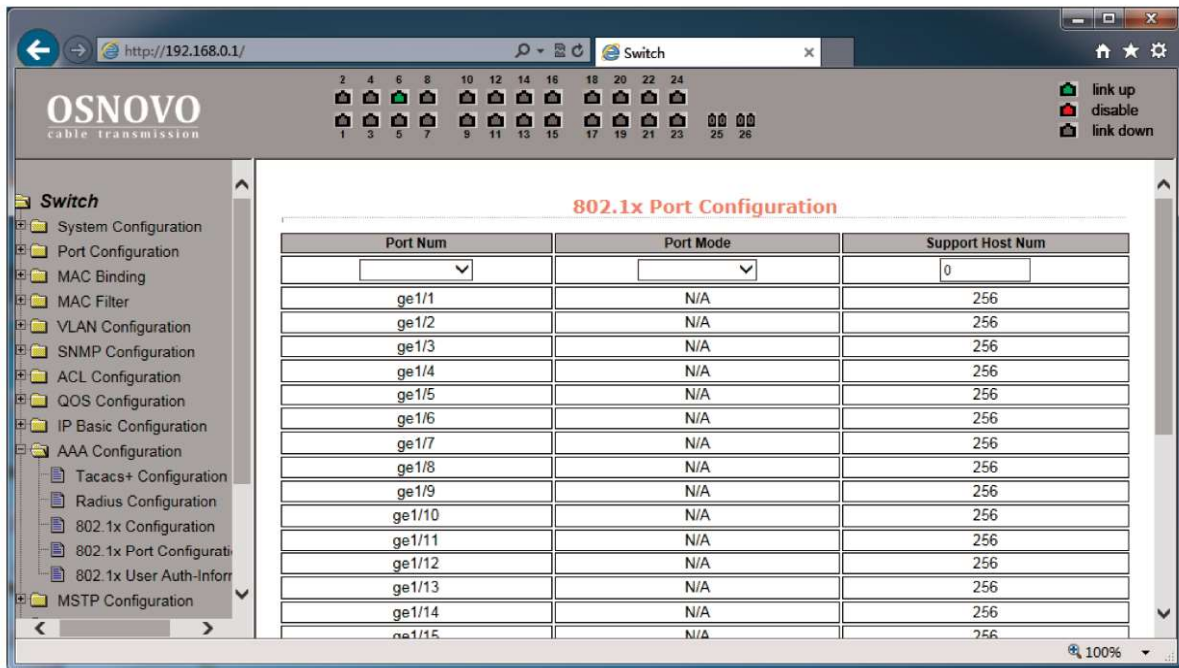 http://192.168.0.1/
Switch
OSNOVO
cable transmission
2 4 6 8 10 12 14 16 18 20 22 24
1 3 5 7 9 11 13 15 17 19 21 23 25 26
link up
disable
link down
Switch
System Configuration
Port Configuration
MAC Binding
MAC Filter
VLAN Configuration
SNMP Configuration
ACL Configuration
QOS Configuration
IP Basic Configuration
AAA Configuration
Tacacs+ Configuration
Radius Configuration
802.1x Configuration
802.1x Port Configurati
802.1x User Auth-Inforr
MSTP Configuration
802.1x Port Configuration
Port Num Port Mode Support Host Num
0
ge1/1 N/A 256
ge1/2 N/A 256
ge1/3 N/A 256
ge1/4 N/A 256
ge1/5 N/A 256
ge1/6 N/A 256
ge1/7 N/A 256
ge1/8 N/A 256
ge1/9 N/A 256
ge1/10 N/A 256
ge1/11 N/A 256
ge1/12 N/A 256
ge1/13 N/A 256
ge1/14 N/A 256
ge1/15 N/A 256
100%